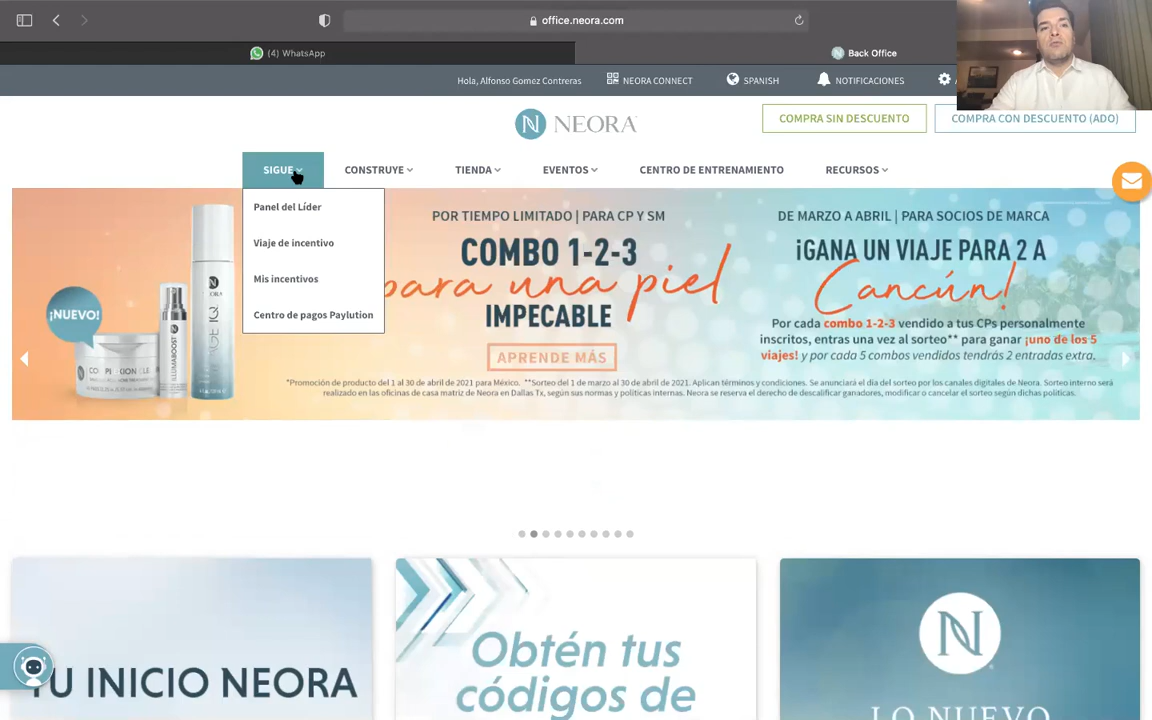 office.neora.com
(4) WhatsApp
Back Office
Hola, Alfonso Gomez Contreras
NEORA CONNECT
SPANISH
NOTIFICACIONES
NEORA
COMPRA SIN DESCUENTO
COMPRA CON DESCUENTO (ADO)
SIGUE
CONSTRUYE
TIENDA
EVENTOS
CENTRO DE ENTRENAMIENTO
RECURSOS
Panel del Líder
Viaje de incentivo
Mis incentivos
Centro de pagos Paylution
¡NUEVO!
POR TIEMPO LIMITADO | PARA CP Y SM
COMBO 1-2-3
para una piel
IMPECABLE
APRENDE MÁS
DE MARZO A ABRIL | PARA SOCIOS DE MARCA
¡GANA UN VIAJE PARA 2 A
Cancún!
Por cada combo 1-2-3 vendido a tus CPs personalmente
inscritos, entras una vez al sorteo** para ganar ¡uno de los 5
viajes! y por cada 5 combos vendidos tendrás 2 entradas extra.
*Promoción de producto del 1 al 30 de abril de 2021 para México. **Sorteo del 1 de marzo al 30 de abril de 2021. Aplican términos y condiciones. Se anunciará el día del sorteo por los canales digitales de Neora. Sorteo interno será
realizado en las oficinas de casa matriz de Neora en Dallas Tx, según sus normas y políticas internas. Neora se reserva el derecho de descalificar ganadores, modificar o cancelar el sorteo según dichas políticas.
TU INICIO NEORA
Obtén tus
códigos de
LO NUEVO